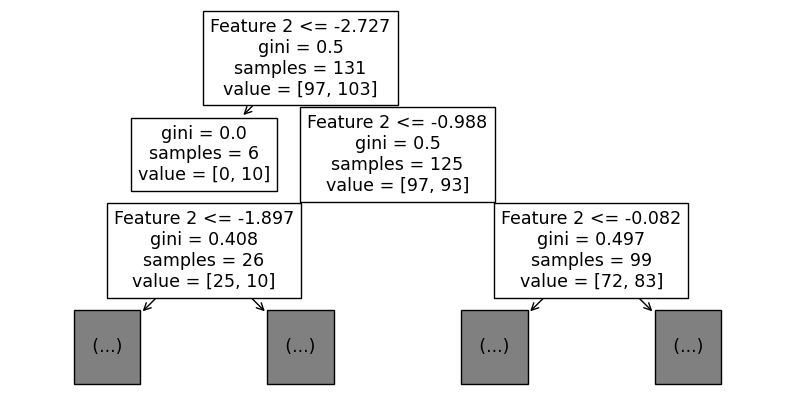 Feature 2 <= -2.727
gini = 0.5
samples = 131
value = [97, 103]
gini = 0.0
samples = 6
value = [0, 10]
Feature 2 <= -0.988
gini = 0.5
samples = 125
value = [97, 93]
Feature 2 <= -1.897
gini = 0.408
samples = 26
value = [25, 10]
Feature 2 <= -0.082
gini = 0.497
samples = 99
value = [72, 83]
(...)
(...)
(...)
(...)